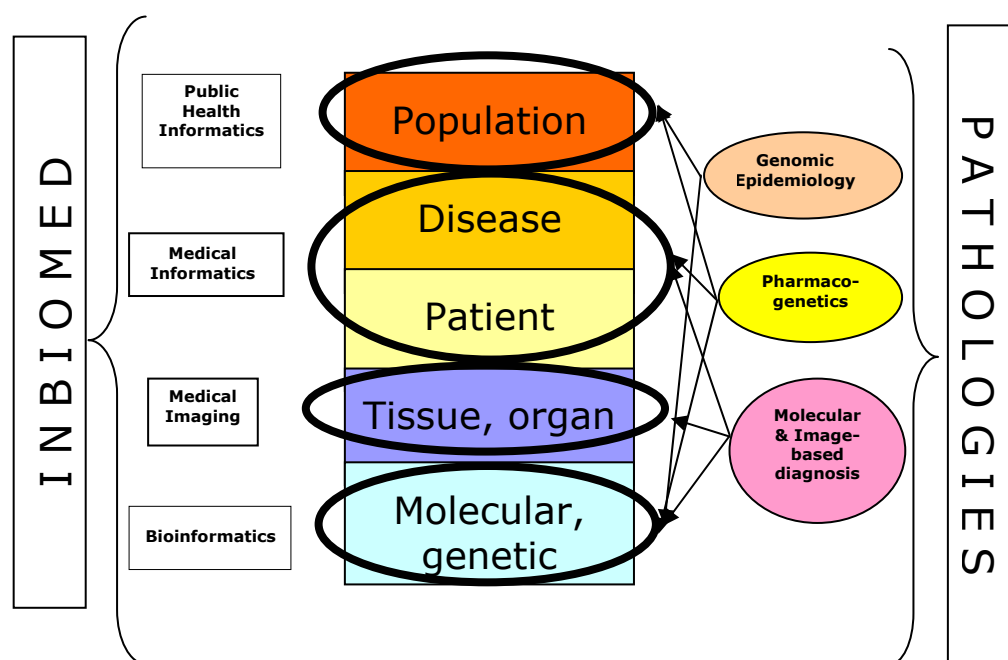 INBIOMED
Public
Health
Informatics
Medical
Informatics
Medical
Imaging
Bioinformatics
Population
Disease
Patient
Tissue, organ
Molecular,
genetic
Genomic
Epidemiology
Pharmaco-
genetics
Molecular
& Image-
based
diagnosis
PATHOLOGIES